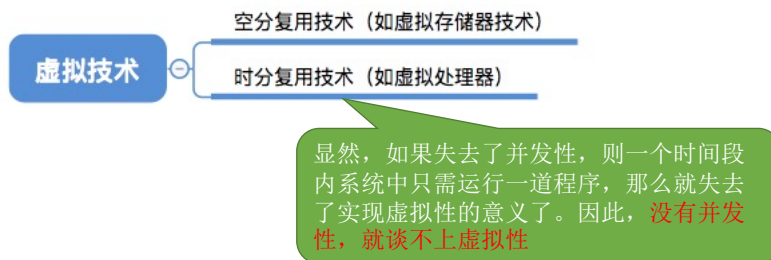 空分复用技术（如虚拟存储器技术）
虚拟技术
时分复用技术（如虚拟处理器）
显然，如果失去了并发性，则一个时间段
内系统中只需运行一道程序，那么就失去
了实现虚拟性的意义了。因此，没有并发
性，就谈不上虚拟性